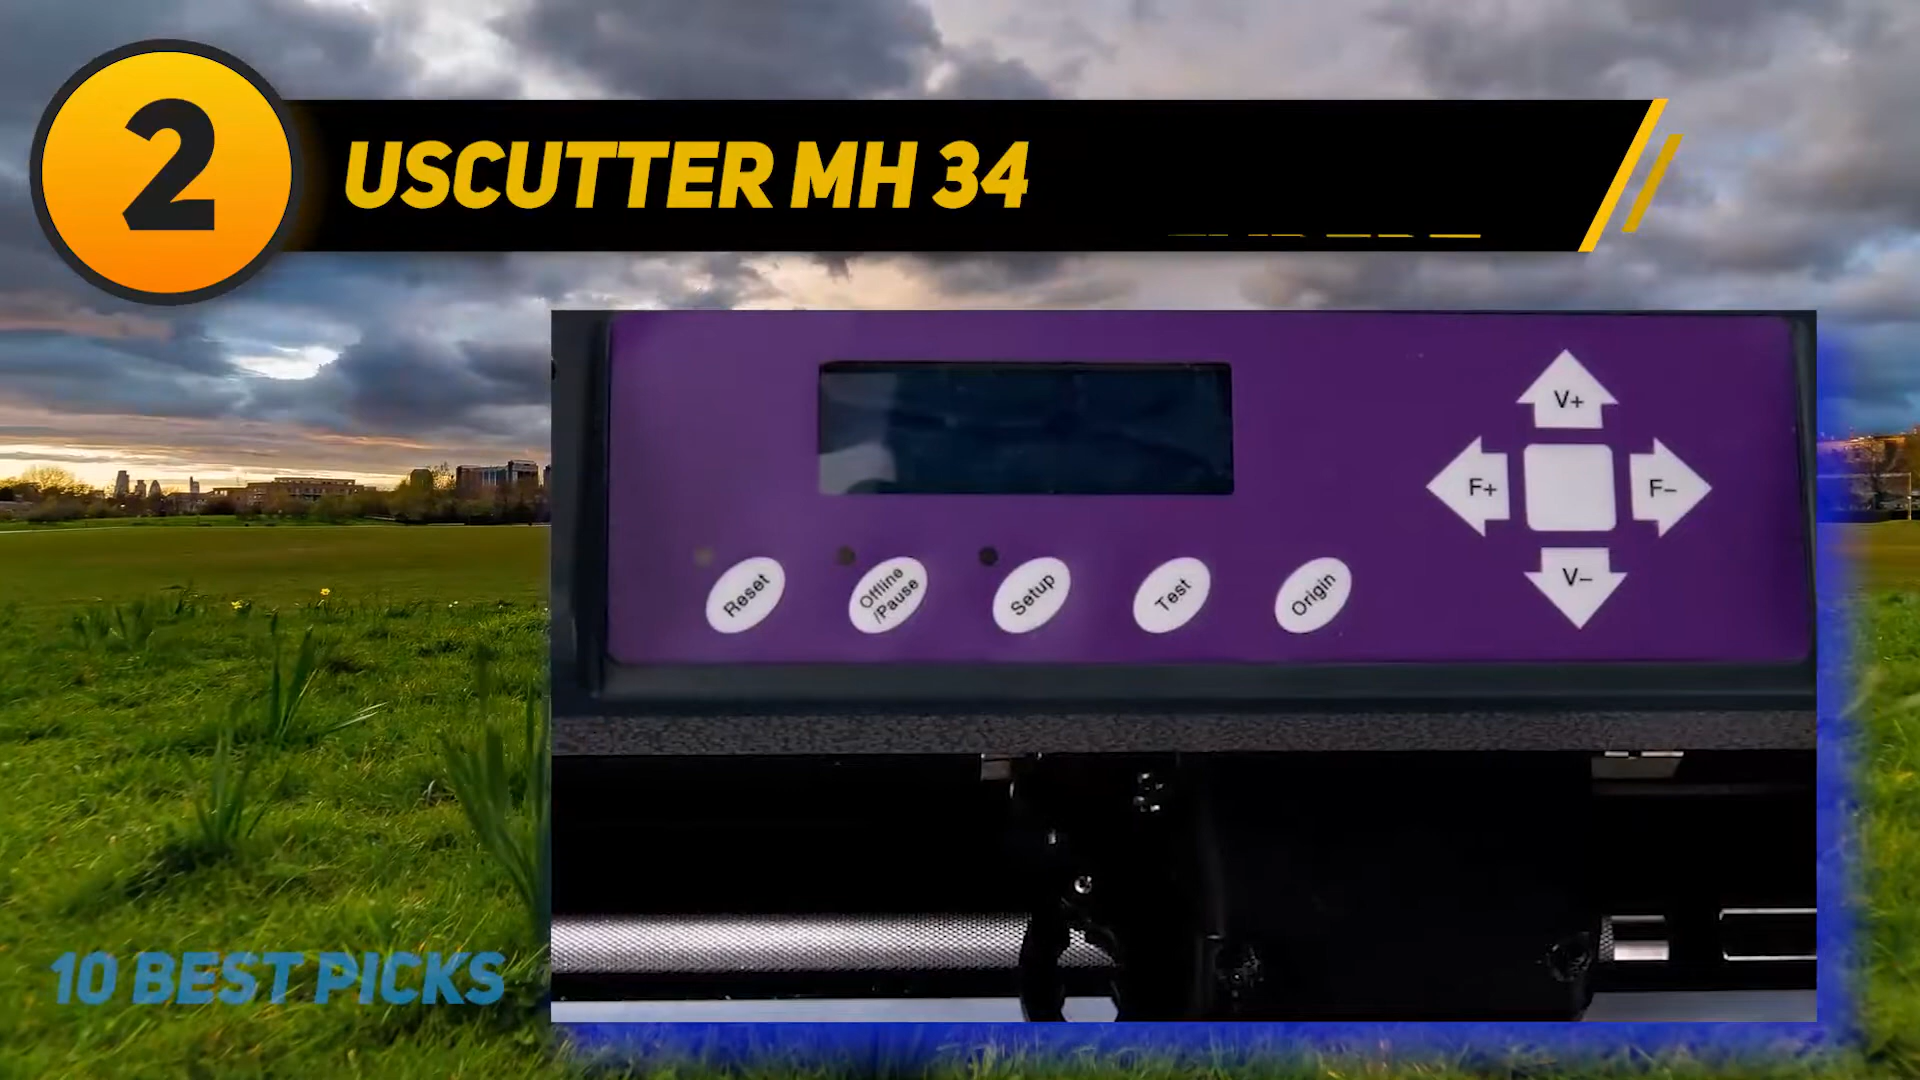 2
USCUTTER MH 34
V+
F+
F-
V-
Reset
Offline
/Pause
Setup
Test
Origin
10 BEST PICKS